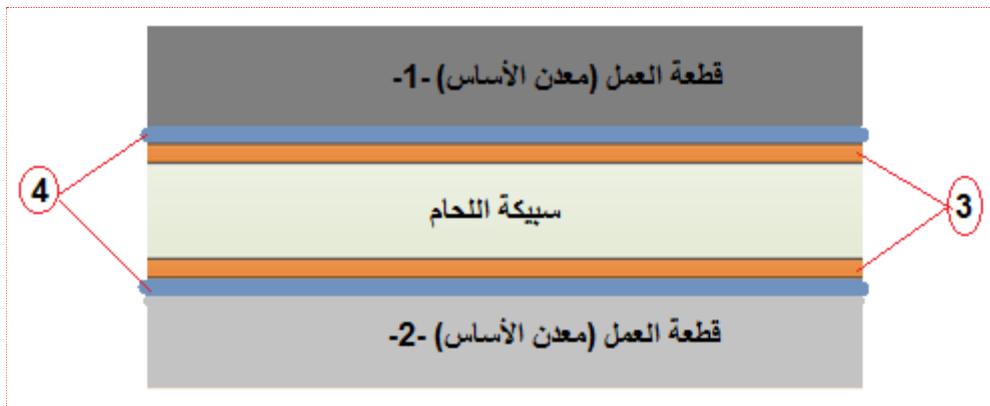 قطعة العمل (معدن الأساس) -1-
4
3
سبيكة اللحام
قطعة العمل (معدن الأساس) -2-